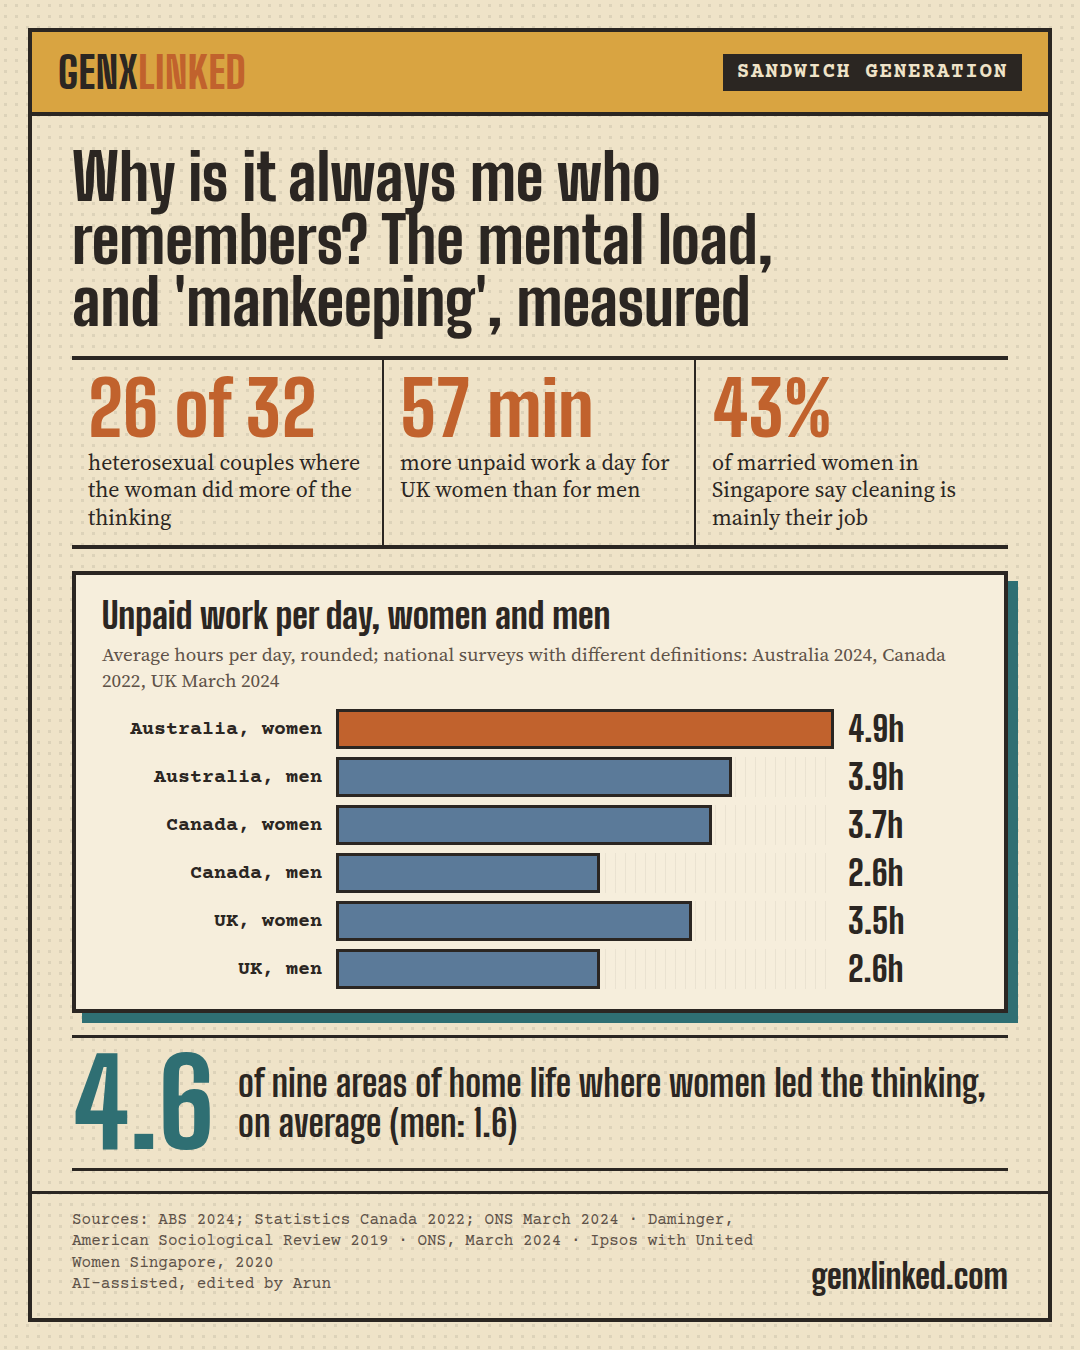 GENXLINKED
SANDWICH GENERATION
Why is it always me who
remembers? The mental load,
and 'mankeeping', measured
26 of 32
heterosexual couples where
the woman did more of the
thinking
57 min
more unpaid work a day for
UK women than for men
43%
of married women in
Singapore say cleaning is
mainly their job
Unpaid work per day, women and men
Average hours per day, rounded; national surveys with different definitions: Australia 2024, Canada
2022, UK March 2024
Australia, women 4.9h
Australia, men 3.9h
Canada, women 3.7h
Canada, men 2.6h
UK, women 3.5h
UK, men 2.6h
4.6
of nine areas of home life where women led the thinking,
on average (men: 1.6)
Sources: ABS 2024; Statistics Canada 2022; ONS March 2024 · Daminger,
American Sociological Review 2019 · ONS, March 2024 · Ipsos with United
Women Singapore, 2020
AI-assisted, edited by Arun
genxlinked.com